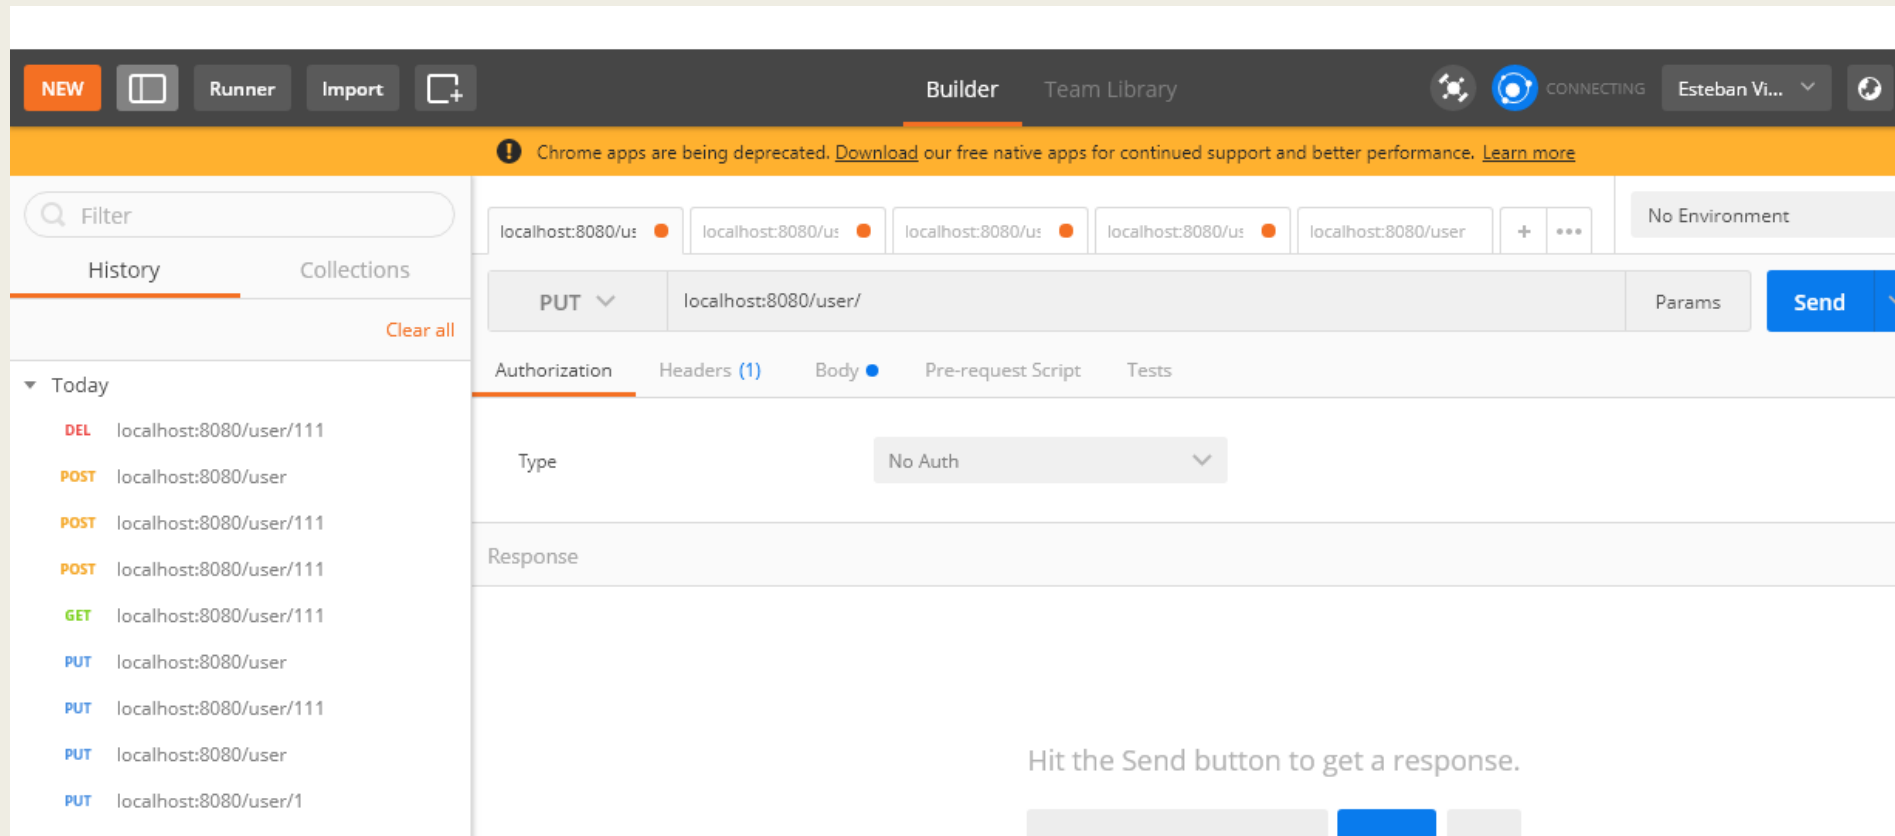 NEW Runner Import Builder Team Library CONNECTING Esteban Vi...
Chrome apps are being deprecated. Download our free native apps for continued support and better performance. Learn more
Filter
History Collections
Clear all
Today
DEL localhost:8080/user/111
POST localhost:8080/user
POST localhost:8080/user/111
POST localhost:8080/user/111
GET localhost:8080/user/111
PUT localhost:8080/user
PUT localhost:8080/user/111
PUT localhost:8080/user
PUT localhost:8080/user/1
localhost:8080/us localhost:8080/us localhost:8080/us localhost:8080/us localhost:8080/user + ••• No Environment
PUT localhost:8080/user/ Params Send
Authorization Headers (1) Body Pre-request Script Tests
Type No Auth
Response
Hit the Send button to get a response.